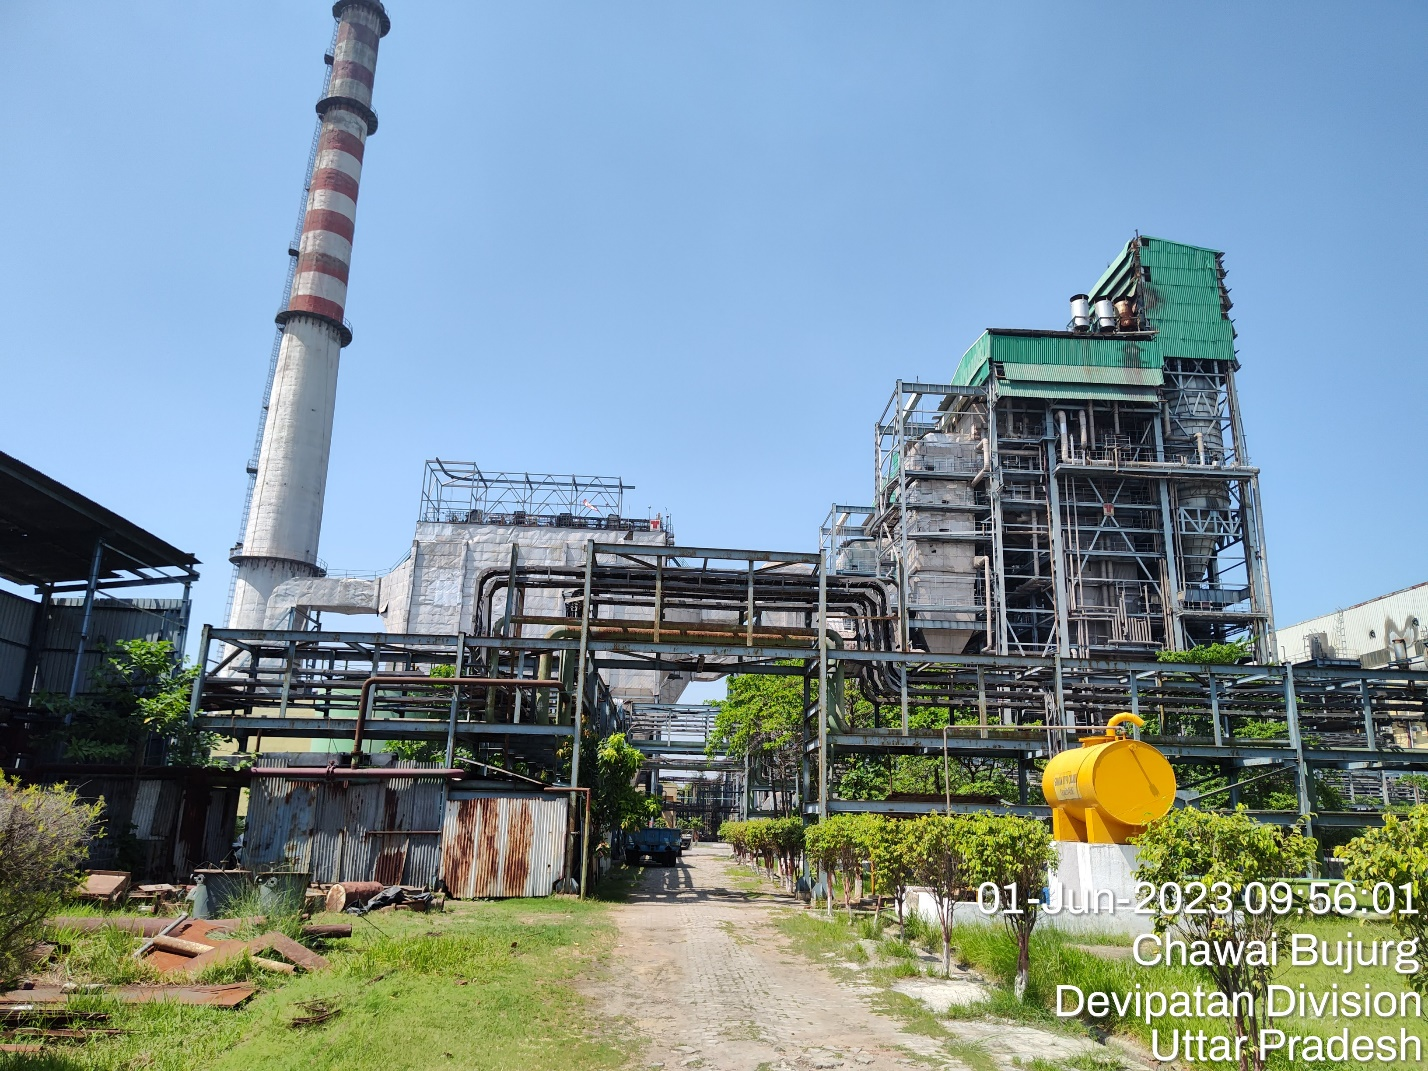 01-Jun-2023 09:56:01
Chawai Bujurg
Devipatan Division
Uttar Pradesh